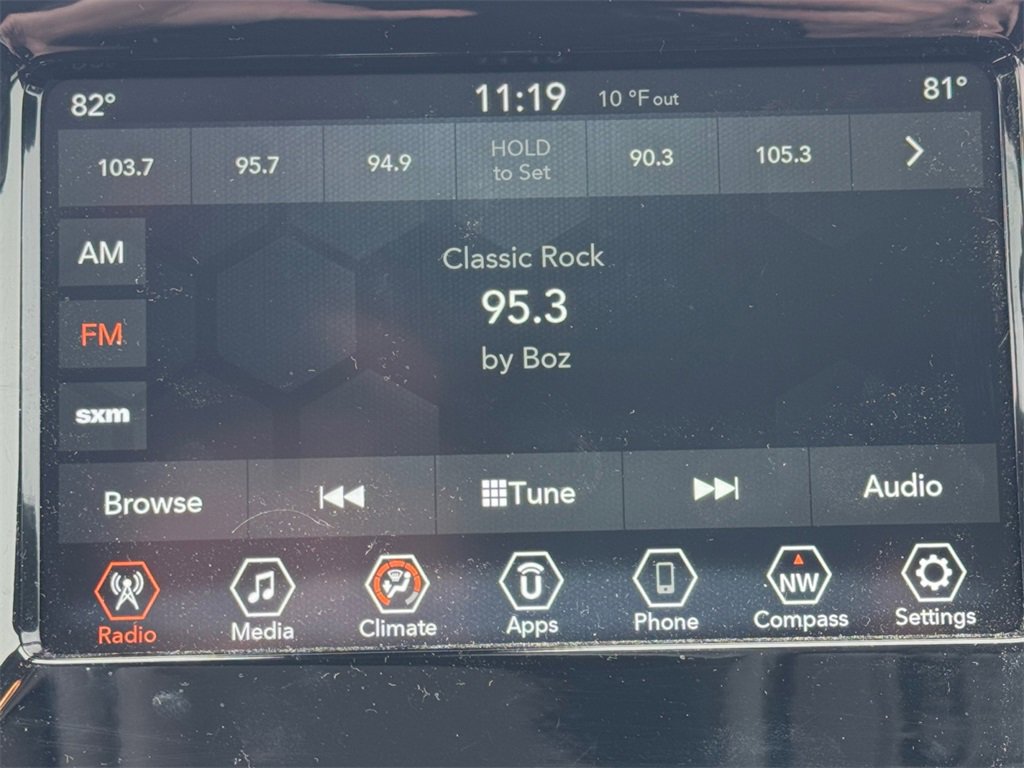 82° 11:19 10 °F out 81°
103.7 95.7 94.9 HOLD to Set 90.3 105.3
AM
Classic Rock
95.3
FM
by Boz
sxm
Browse Tune Audio
NW
Radio Media Climate Apps Phone Compass Settings